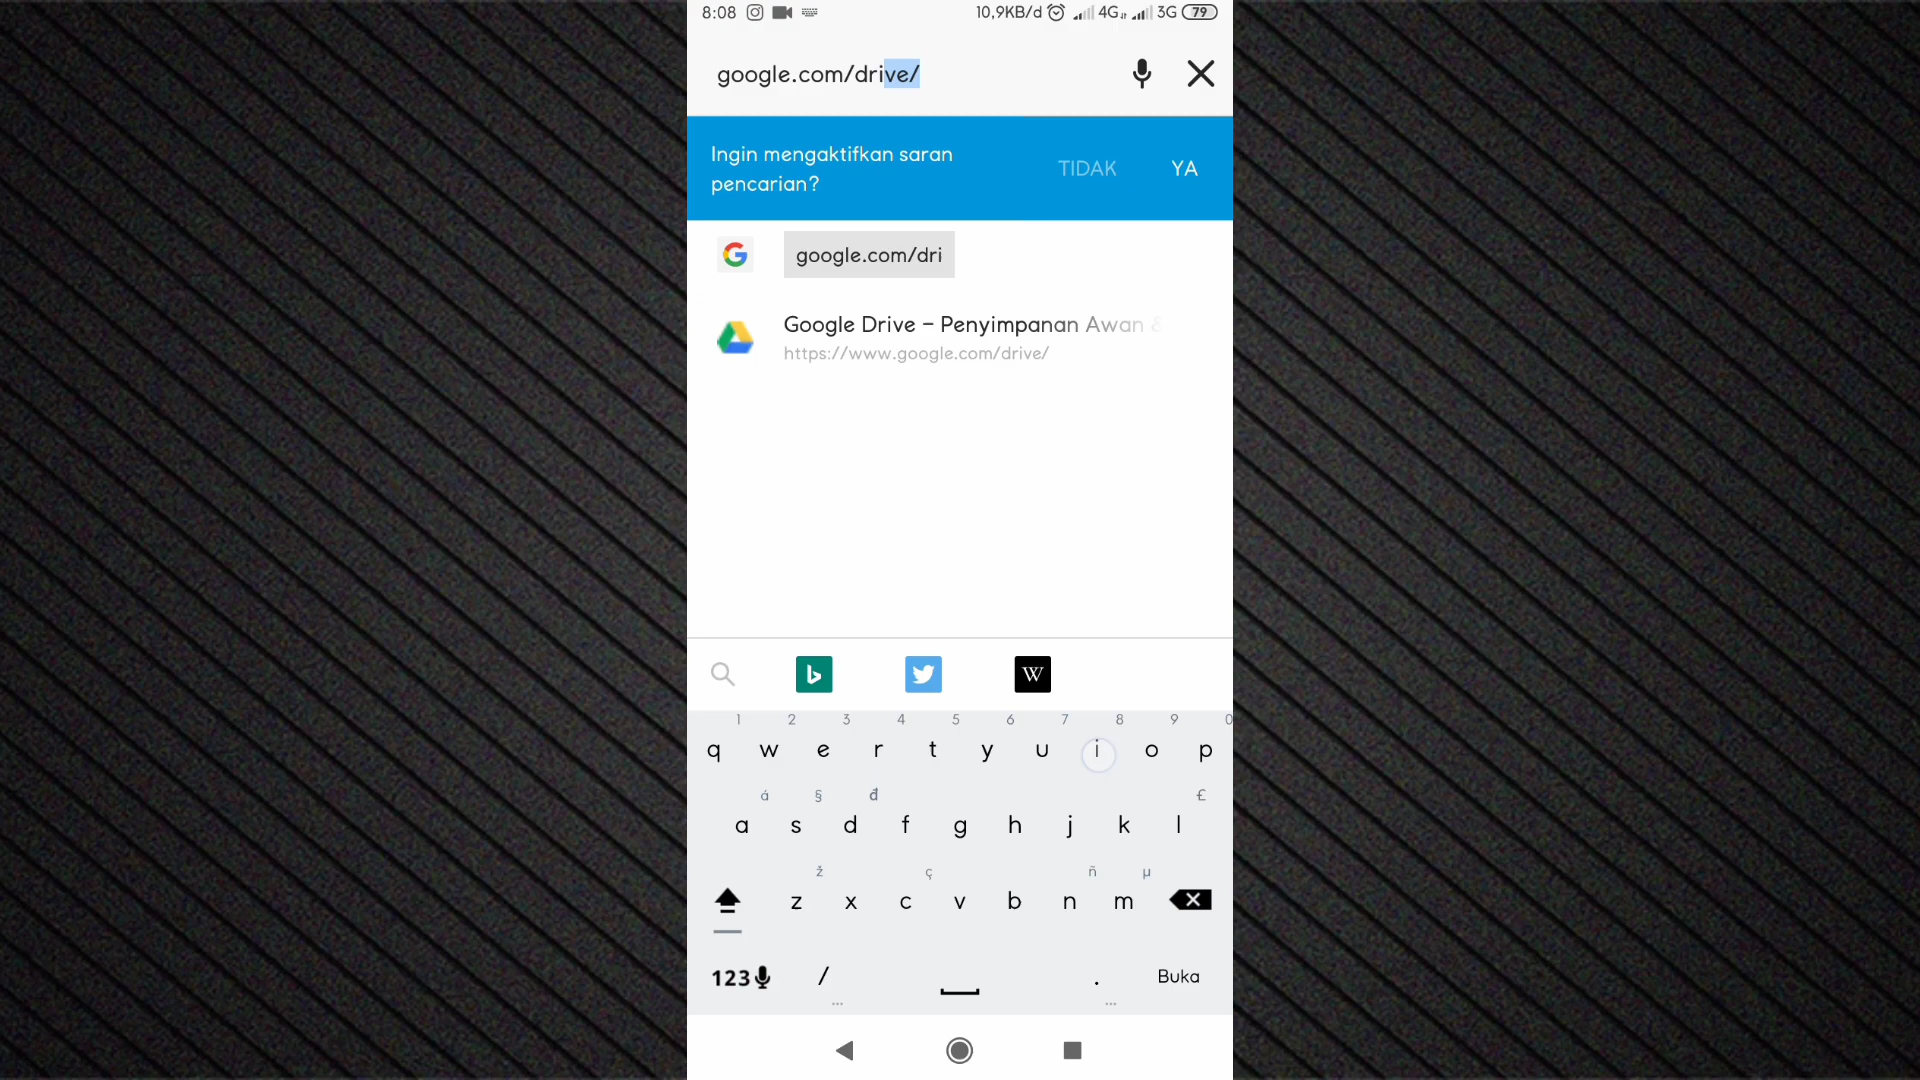 8:08 10,9KB/d 4G 3G 79
google.com/drive/
Ingin mengaktifkan saran
pencarian?
TIDAK YA
google.com/dri
Google Drive – Penyimpanan Awan &
https://www.google.com/drive/
W
1 2 3 4 5 6 7 8 9 0
q w e r t y u i o p
á § đ £
a s d f g h j k l
ž ç ñ µ
z x c v b n m
123 / . Buka
... ...